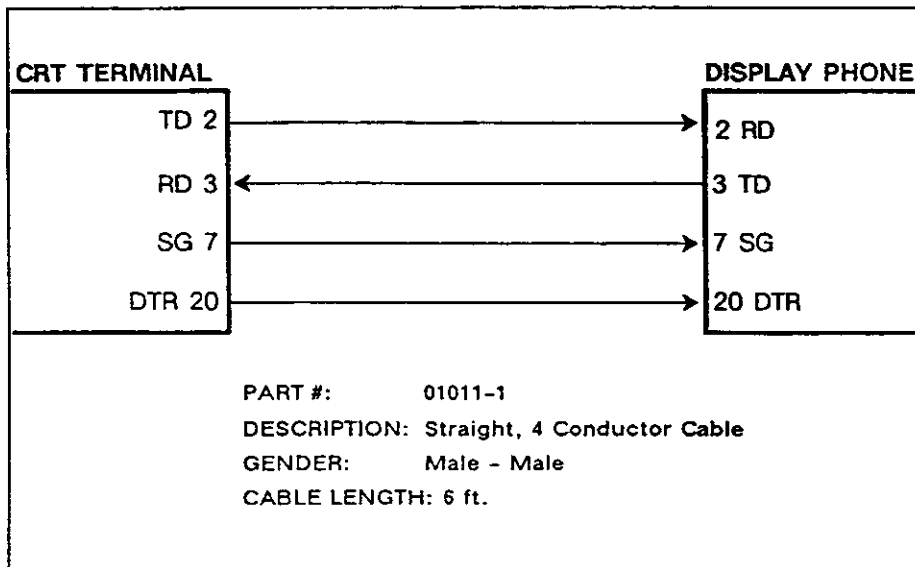 CRT TERMINAL DISPLAY PHONE
TD 2 2 RD
RD 3 3 TD
SG 7 7 SG
DTR 20 20 DTR
PART #: 01011-1
DESCRIPTION: Straight, 4 Conductor Cable
GENDER: Male - Male
CABLE LENGTH: 6 ft.